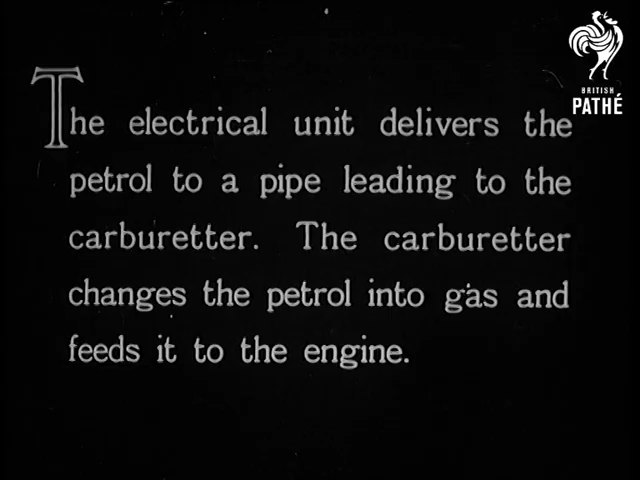 BRITISH
PATHÉ
The electrical unit delivers the
petrol to a pipe leading to the
carburetter. The carburetter
changes the petrol into gas and
feeds it to the engine.